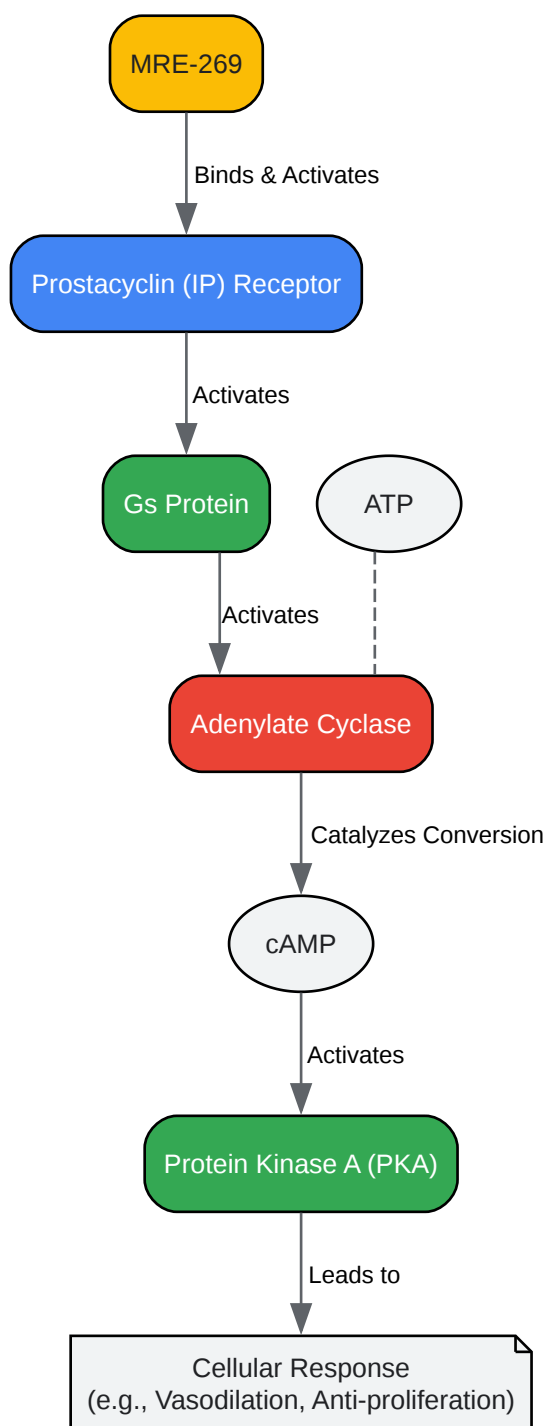 MRE-269
Binds & Activates
Prostacyclin (IP) Receptor
Activates
Gs Protein
ATP
Activates
Adenylate Cyclase
Catalyzes Conversion
cAMP
Activates
Protein Kinase A (PKA)
Leads to
Cellular Response
(e.g., Vasodilation, Anti-proliferation)